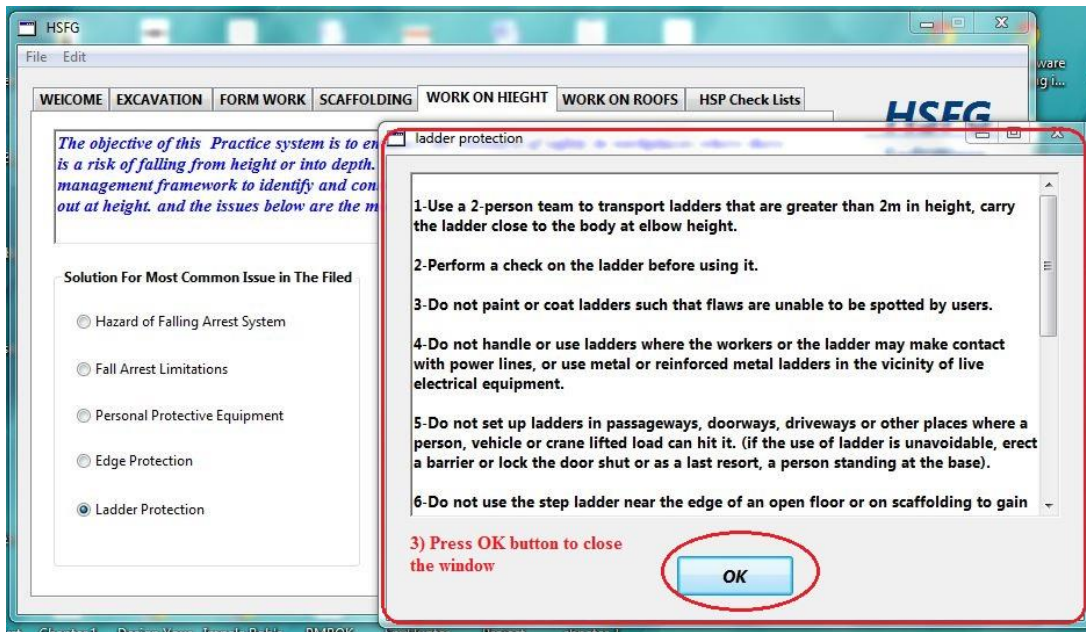 HSFG
File Edit
WEICOME EXCAVATION FORM WORK SCAFFOLDING WORK ON HIEGHT WORK ON ROOFS HSP Check Lists
HSFG
The objective of this Practice system is to
is a risk of falling from height or into depth.
management framework to identify and
out at height. and the issues below are the
Solution For Most Common Issue in The Filed
Hazard of Falling Arrest System
Fall Arrest Limitations
Personal Protective Equipment
Edge Protection
Ladder Protection
ladder protection
1-Use a 2-person team to transport ladders that are greater than 2m in height, carry
the ladder close to the body at elbow height.
2-Perform a check on the ladder before using it.
3-Do not paint or coat ladders such that flaws are unable to be spotted by users.
4-Do not handle or use ladders where the workers or the ladder may make contact
with power lines, or use metal or reinforced metal ladders in the vicinity of live
electrical equipment.
5-Do not set up ladders in passageways, doorways, driveways or other places where a
person, vehicle or crane lifted load can hit it. (if the use of ladder is unavoidable, erect
a barrier or lock the door shut or as a last resort, a person standing at the base).
6-Do not use the step ladder near the edge of an open floor or on scaffolding to gain
3) Press OK button to close
the window
OK